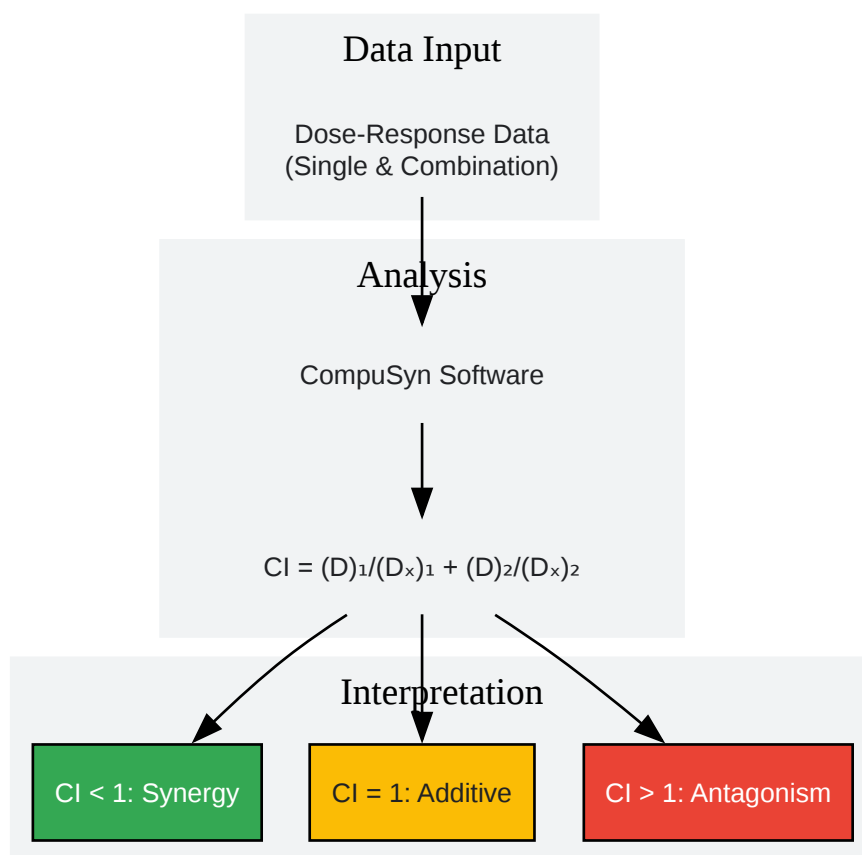 Data Input
Dose-Response Data
(Single & Combination)
Analysis
CompuSyn Software
CI = (D)₁/(Dₓ)₁ + (D)₂/(Dₓ)₂
Interpretation
CI < 1: Synergy
CI = 1: Additive
CI > 1: Antagonism